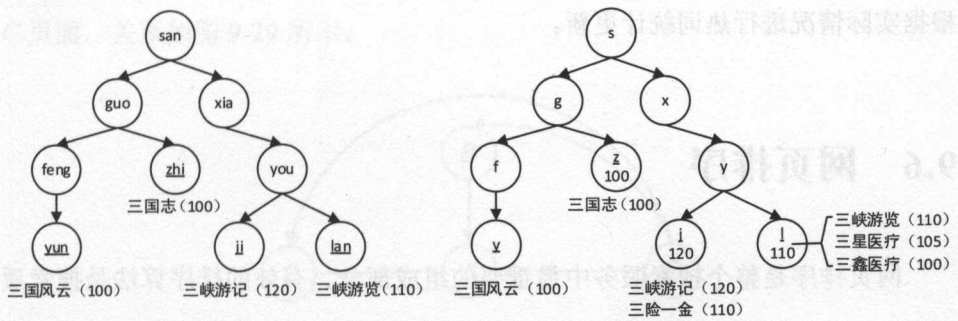 san
guo
xia
feng
zhi
you
三国志（100）
yun
ji
lan
三国风云（100）
三峡游记（120）
三峡游览（110）
s
g
x
f
z
100
y
三国志（100）
y
j
120
l
110
三峡游览（110）
三星医疗（105）
三鑫医疗（100）
三国风云（100）
三峡游记（120）
三险一金（110）